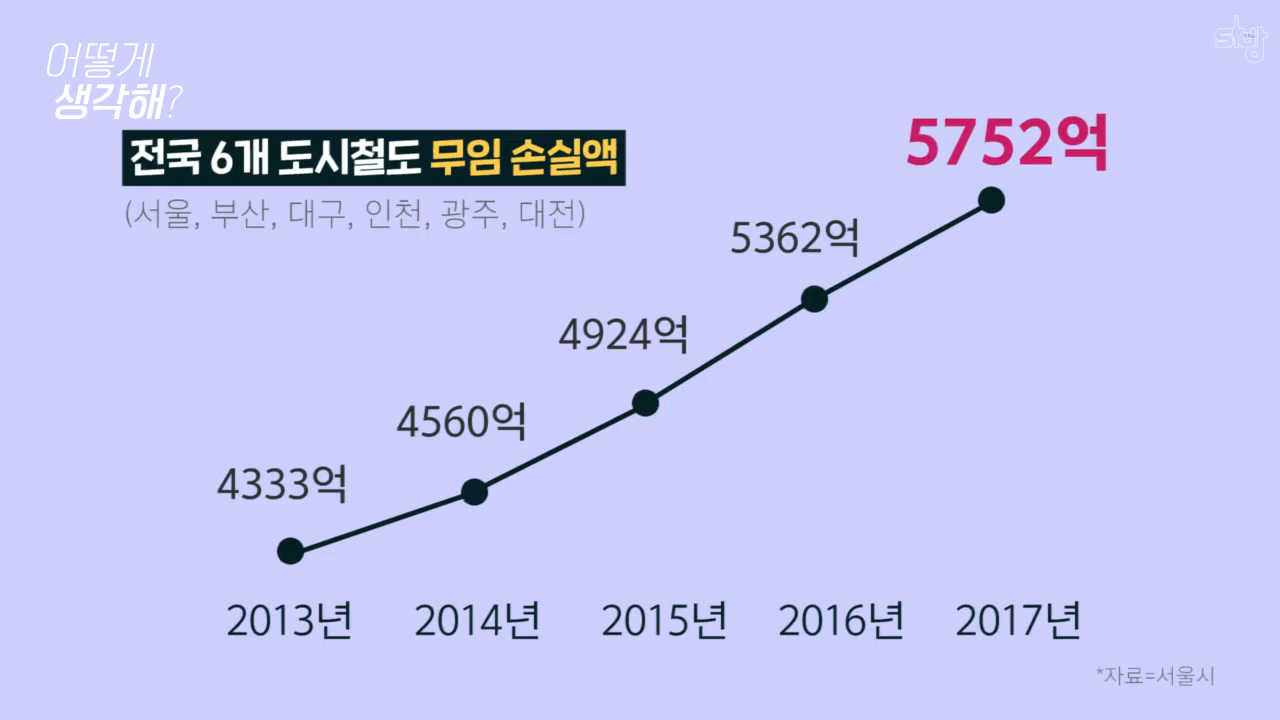 어떻게
생각해?
스방
전국 6개 도시철도 무임 손실액
(서울, 부산, 대구, 인천, 광주, 대전)
5752억
5362억
4924억
4560억
4333억
2013년 2014년 2015년 2016년 2017년
*자료=서울시